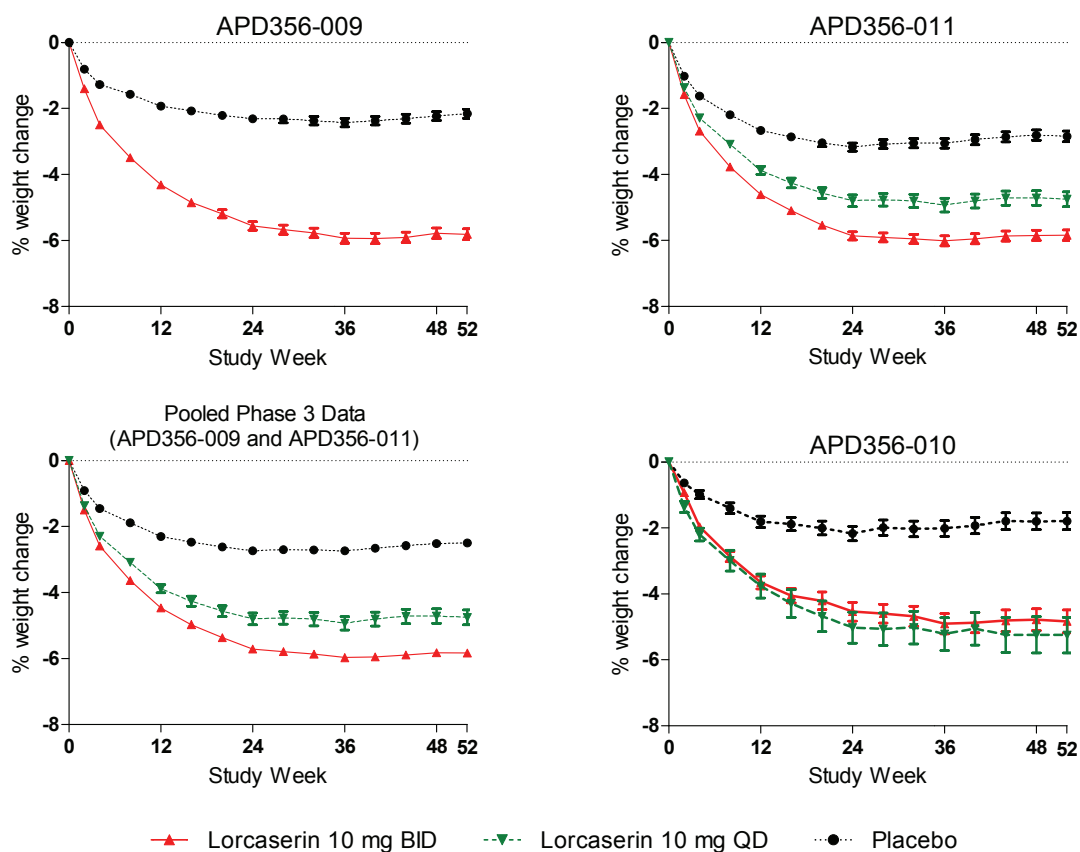 APD356-009
0
-2
-4
-6
-8
% weight change
0 12 24 36 48 52
Study Week
APD356-011
0
-2
-4
-6
-8
% weight change
0 12 24 36 48 52
Study Week
Pooled Phase 3 Data
(APD356-009 and APD356-011)
0
-2
-4
-6
-8
% weight change
0 12 24 36 48 52
Study Week
APD356-010
0
-2
-4
-6
-8
% weight change
0 12 24 36 48 52
Study Week
Lorcaserin 10 mg BID Lorcaserin 10 mg QD Placebo